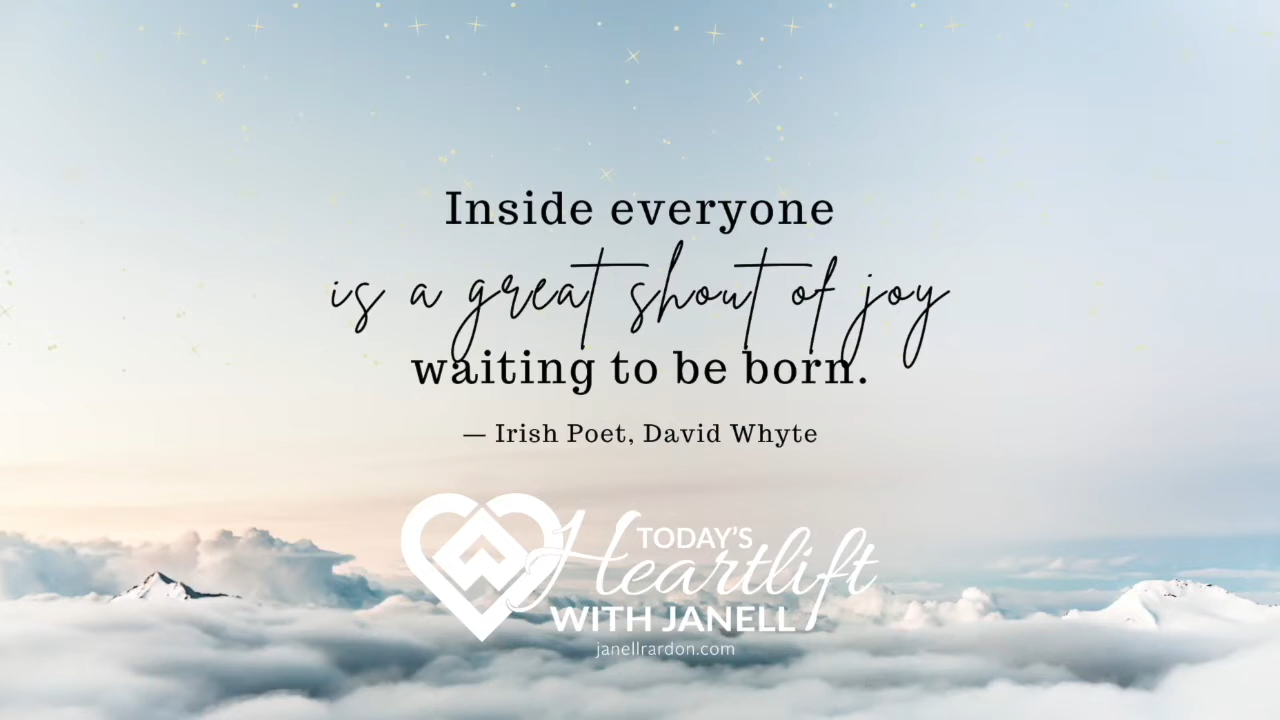 Inside everyone
is a great shout of joy
waiting to be born.
— Irish Poet, David Whyte
TODAY'S
Heartlift
WITH JANELL
janellrardon.com